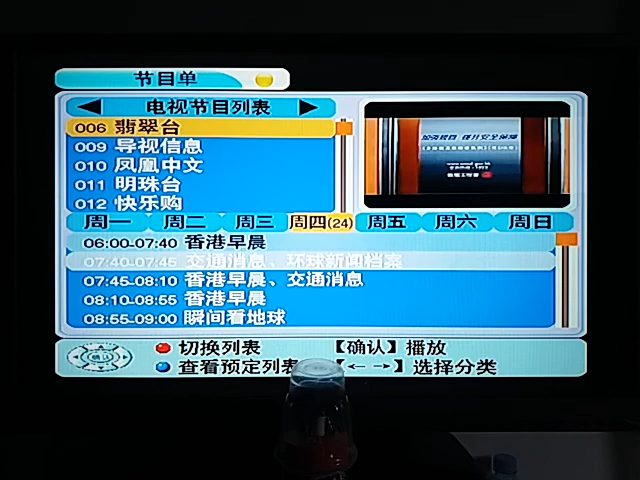 节目单
电视节目列表
006 翡翠台
009 导视信息
010 凤凰中文
011 明珠台
012 快乐购
周一 周二 周三 周四(24) 周五 周六 周日
06:00-07:40 香港早晨
07:40-07:45 交通消息、环球新闻档案
07:45-08:10 香港早晨、交通消息
08:10-08:55 香港早晨
08:55-09:00 瞬间看地球
确认
切换列表 【确认】播放
查看预定列表 【← →】选择分类